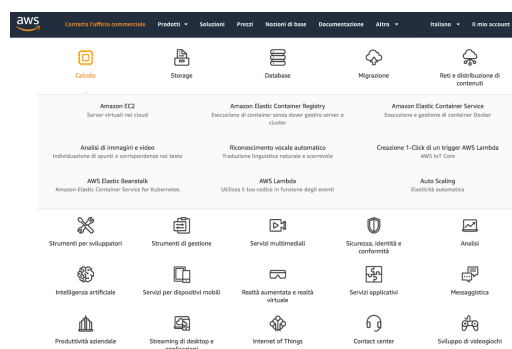 aws
Contatta l'ufficio commerciale Prodotti Soluzioni Prezzi Nozioni di base Documentazione Altro Italiano Il mio account
Calcolo Storage Database Migrazione Reti e distribuzione di
contenuti
Amazon EC2 Amazon Elastic Container Registry Amazon Elastic Container Service
Server virtuali nel cloud Esecuzione di container senza dover gestire server e Esecuzione e gestione di container Docker
cluster
Analisi di immagini e video Riconoscimento vocale automatico Creazione 1-Click di un trigger AWS Lambda
Individuazione di spunti e corrispondenze nel testo Traduzione linguistica naturale e scorrevole AWS IoT Core
AWS Elastic Beanstalk AWS Lambda Auto Scaling
Amazon Elastic Container Service for Kubernetes Utilizza il tuo codice in funzione degli eventi Elasticità automatica
Strumenti per sviluppatori Strumenti di gestione Servizi multimediali Sicurezza, identità e Analisi
conformità
Intelligenza artificiale Servizi per dispositivi mobili Realtà aumentata e realtà Servizi applicativi Messaggistica
virtuale
Produttività aziendale Streaming di desktop e Internet of Things Contact center Sviluppo di videogiochi
applicazioni